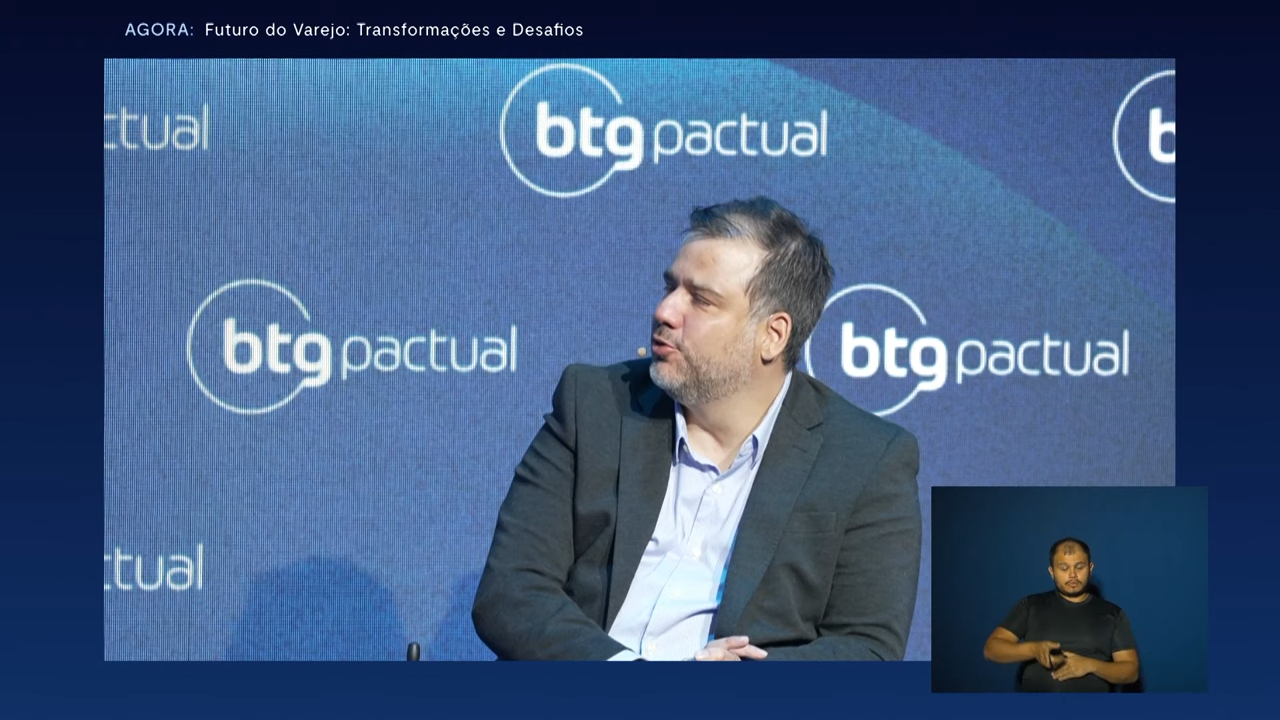 AGORA: Futuro do Varejo: Transformações e Desafios
ctual
btg pactual
b
btg pactual
btg pactual
ctual